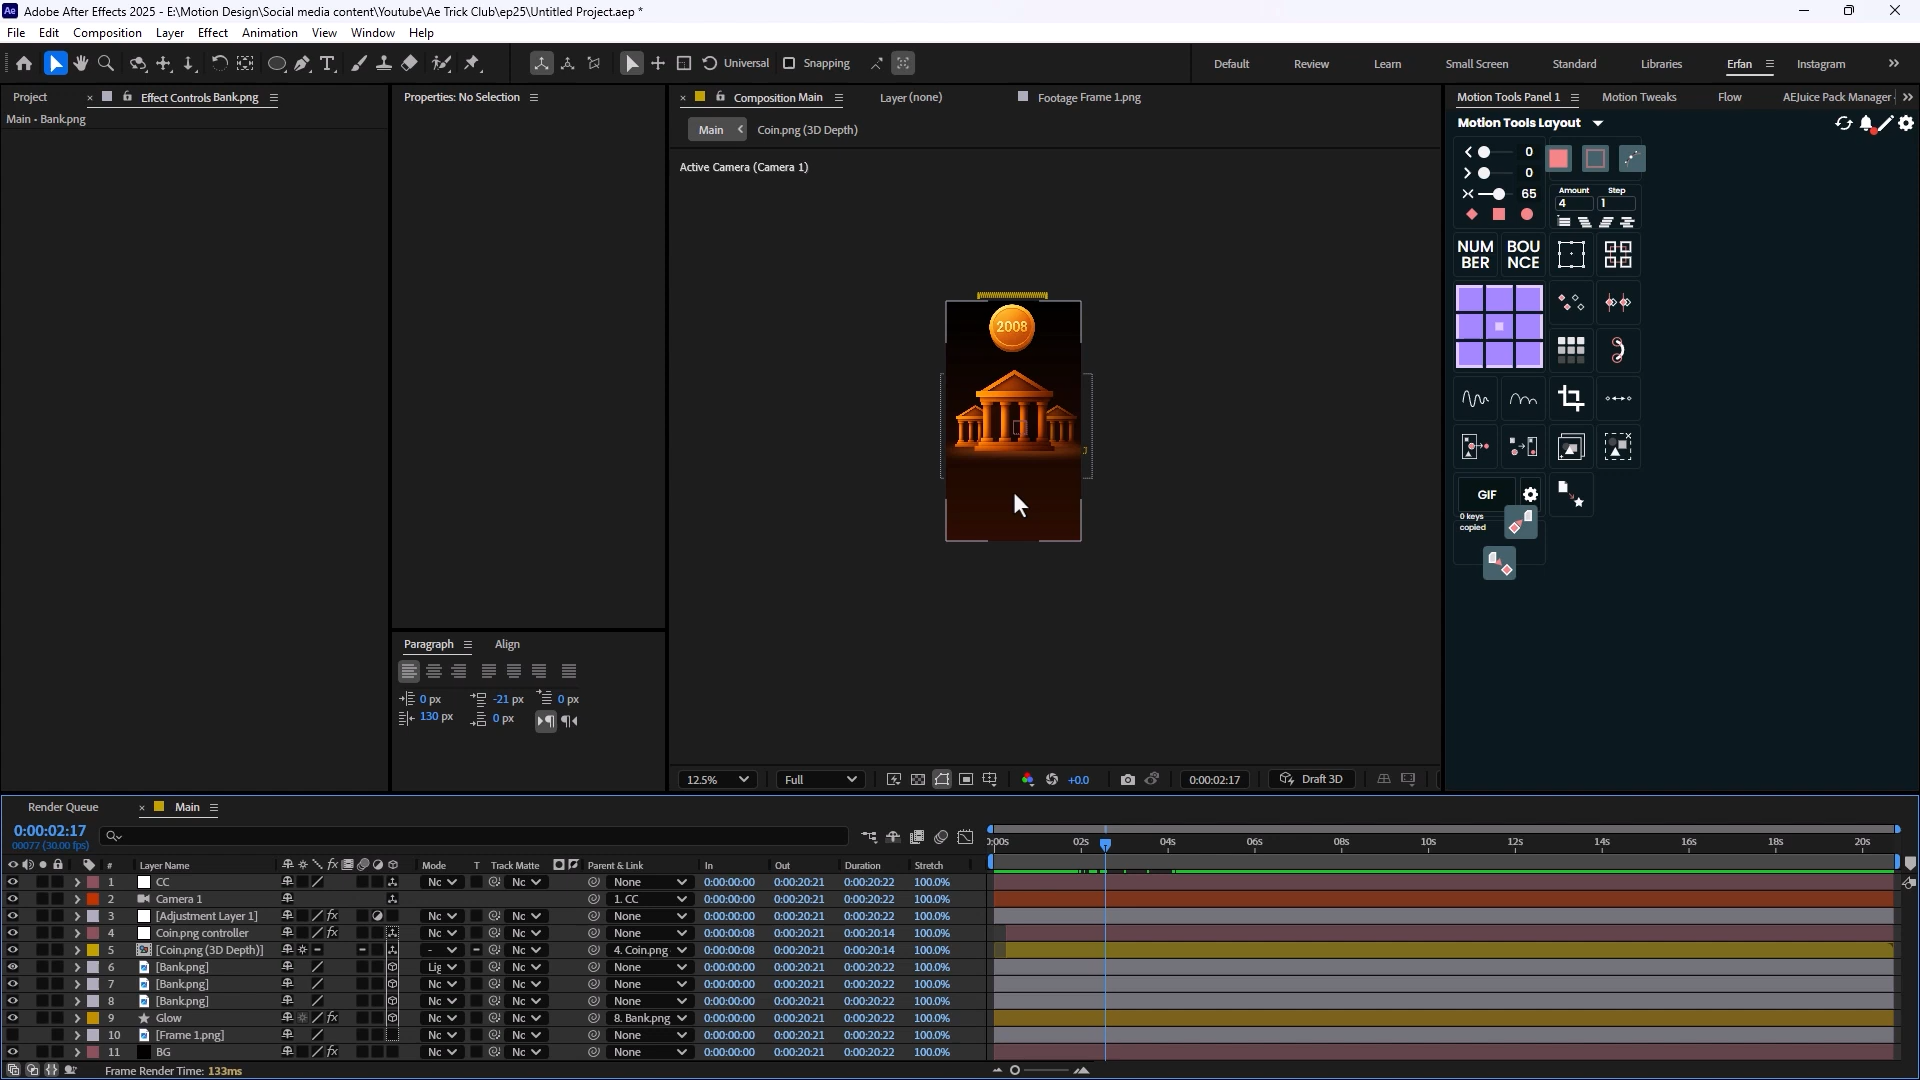 Ae Adobe After Effects 2025 - E:\Motion Design\Social media content\Youtube\Ae Trick Club\ep25\Untitled Project.aep *
File Edit Composition Layer Effect Animation View Window Help
Universal Snapping Default Review Learn Small Screen Standard Libraries Erfan Instagram
Project Effect Controls Bank.png Properties: No Selection Composition Main Layer (none) Footage Frame 1.png Motion Tools Panel 1 Motion Tweaks Flow AEJuice Pack Manager
Main - Bank.png
Main Coin.png (3D Depth)
Motion Tools Layout
Active Camera (Camera 1)
0
0
65
Amount Step
4 1
NUM
BER
BOU
NCE
2008
GIF
0 keys
copied
Paragraph Align
0 px -21 px 0 px
130 px 0 px
12.5% Full +0.0 0:00:02:17 Draft 3D
Render Queue Main
0:00:02:17
00077 (30.00 fps)
:00s 02s 04s 06s 08s 10s 12s 14s 16s 18s 20s
# Layer Name fx Mode T Track Matte Parent & Link In Out Duration Stretch
1 CC Nc Nc None 0:00:00:00 0:00:20:21 0:00:20:22 100.0%
2 Camera 1 1. CC 0:00:00:00 0:00:20:21 0:00:20:22 100.0%
3 [Adjustment Layer 1] fx Nc Nc None 0:00:00:00 0:00:20:21 0:00:20:22 100.0%
4 Coin.png controller fx Nc Nc None 0:00:00:08 0:00:20:21 0:00:20:14 100.0%
5 [Coin.png (3D Depth)] - Nc 4. Coin.png 0:00:00:08 0:00:20:21 0:00:20:14 100.0%
6 [Bank.png] Lig Nc None 0:00:00:00 0:00:20:21 0:00:20:22 100.0%
7 [Bank.png] Nc Nc None 0:00:00:00 0:00:20:21 0:00:20:22 100.0%
8 [Bank.png] Nc Nc None 0:00:00:00 0:00:20:21 0:00:20:22 100.0%
9 Glow fx Nc Nc 8. Bank.png 0:00:00:00 0:00:20:21 0:00:20:22 100.0%
10 [Frame 1.png] Nc Nc None 0:00:00:00 0:00:20:21 0:00:20:22 100.0%
11 BG fx Nc Nc None 0:00:00:00 0:00:20:21 0:00:20:22 100.0%
Frame Render Time: 133ms